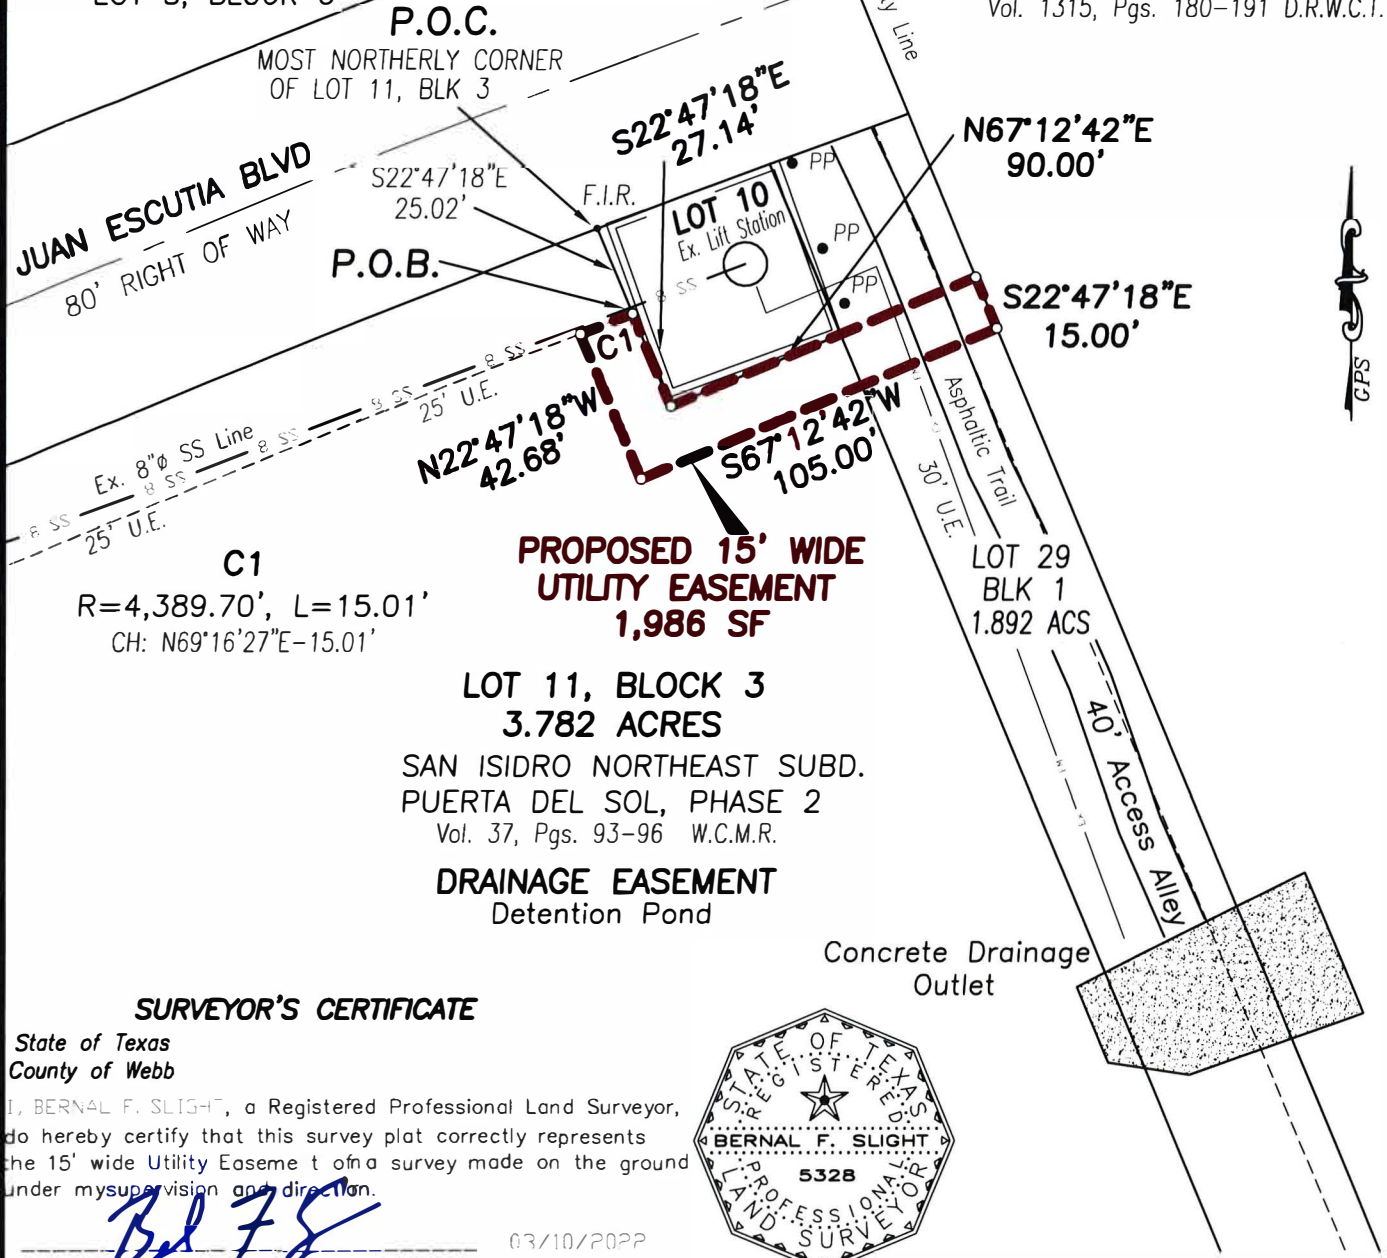 Vol. 1315, Pgs. 180-191 D.R.W.C.T.
P.O.C.
MOST NORTHERLY CORNER
OF LOT 11, BLK 3
Line
S22°47'18"E
27.14'
N67°12'42"E
90.00'
JUAN ESCUTIA BLVD
80' RIGHT OF WAY
S22°47'18"E
25.02'
F.I.R.
LOT 10
Ex. Lift Station
PP
PP
PP
P.O.B.
8 SS
S22°47'18"E
15.00'
GPS
C1
8 SS
8 SS
25' U.E.
N22°47'18"W
42.68'
S67°12'42"W
105.00'
Asphaltic Trail
30' U.E.
Ex. 8"ø SS Line
8 SS
8 SS
8 SS
25' U.E.
C1
R=4,389.70', L=15.01'
CH: N69°16'27"E-15.01'
PROPOSED 15' WIDE
UTILITY EASEMENT
1,986 SF
LOT 29
BLK 1
1.892 ACS
LOT 11, BLOCK 3
3.782 ACRES
SAN ISIDRO NORTHEAST SUBD.
PUERTA DEL SOL, PHASE 2
Vol. 37, Pgs. 93-96 W.C.M.R.
DRAINAGE EASEMENT
Detention Pond
40' Access Alley
Concrete Drainage
Outlet
SURVEYOR'S CERTIFICATE
State of Texas
County of Webb
I, BERNAL F. SLIGHT, a Registered Professional Land Surveyor,
do hereby certify that this survey plat correctly represents
the 15' wide Utility Easeme t ofna survey made on the ground
under mysupervision and direction.
03/10/2022
STATE OF TEXAS
REGISTERED
BERNAL F. SLIGHT
5328
PROFESSIONAL
LAND SURVEYOR